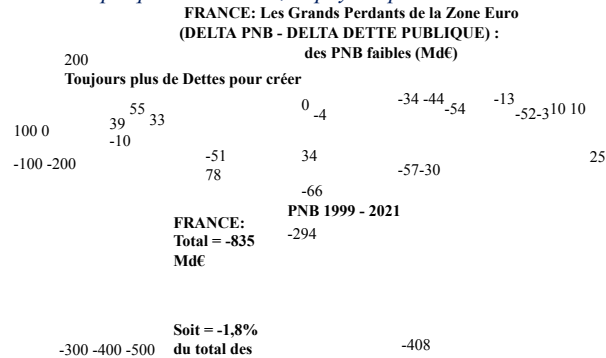 FRANCE: Les Grands Perdants de la Zone Euro
(DELTA PNB - DELTA DETTE PUBLIQUE) :
des PNB faibles (Md€)
200
Toujours plus de Dettes pour créer
0
-4
-34 -44
-54
-13
-52
-3
10 10
55
39
33
100 0
-10
-100 -200
-51
78
34
-57
-30
25
-66
PNB 1999 - 2021
FRANCE:
Total = -835
Md€
-294
Soit = -1,8%
du total des
-300 -400 -500
-408